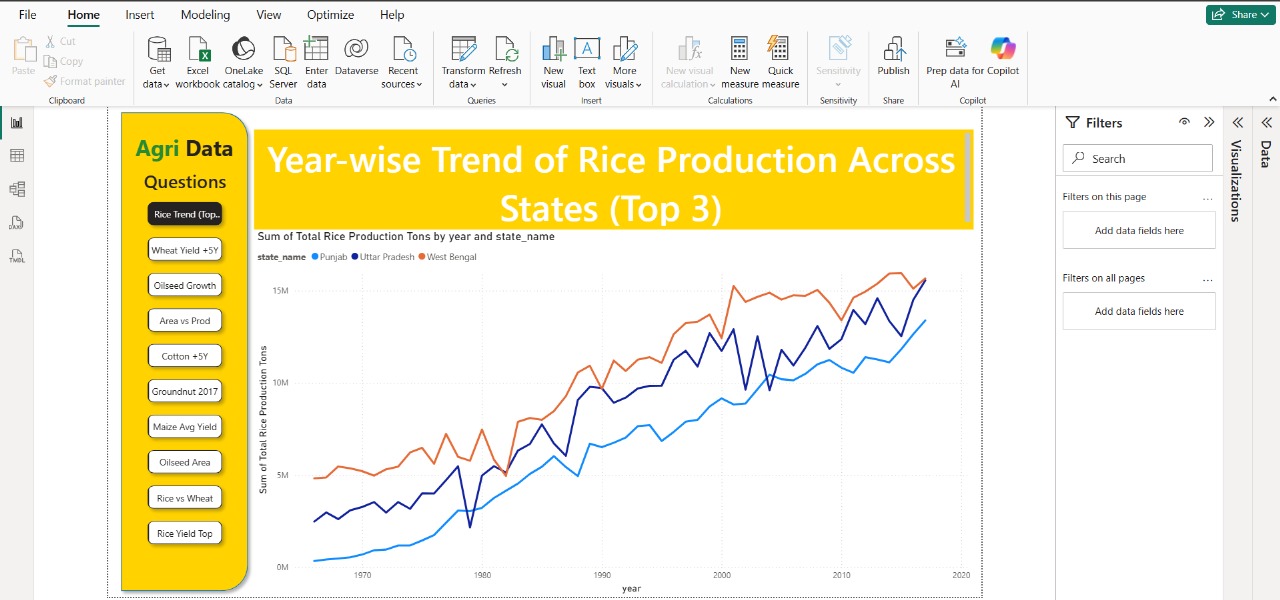 File Home Insert Modeling View Optimize Help Share
Paste
Cut
Copy
Format painter
Clipboard
Get data
Excel workbook
OneLake catalog
SQL Server
Enter data
Dataverse
Recent sources
Data
Transform data
Refresh
Queries
New visual
Text box
More visuals
Insert
New visual calculation
New measure
Quick measure
Calculations
Sensitivity
Sensitivity
Publish
Share
Prep data for AI
Copilot
Copilot
Agri Data
Questions
Rice Trend (Top..
Wheat Yield +5Y
Oilseed Growth
Area vs Prod
Cotton +5Y
Groundnut 2017
Maize Avg Yield
Oilseed Area
Rice vs Wheat
Rice Yield Top
Year-wise Trend of Rice Production Across
States (Top 3)
Sum of Total Rice Production Tons by year and state_name
state_name Punjab Uttar Pradesh West Bengal
Sum of Total Rice Production Tons
15M
10M
5M
0M
1970 1980 1990 2000 2010 2020
year
Filters
Search
Filters on this page ...
Add data fields here
Filters on all pages ...
Add data fields here
Visualizations
Data